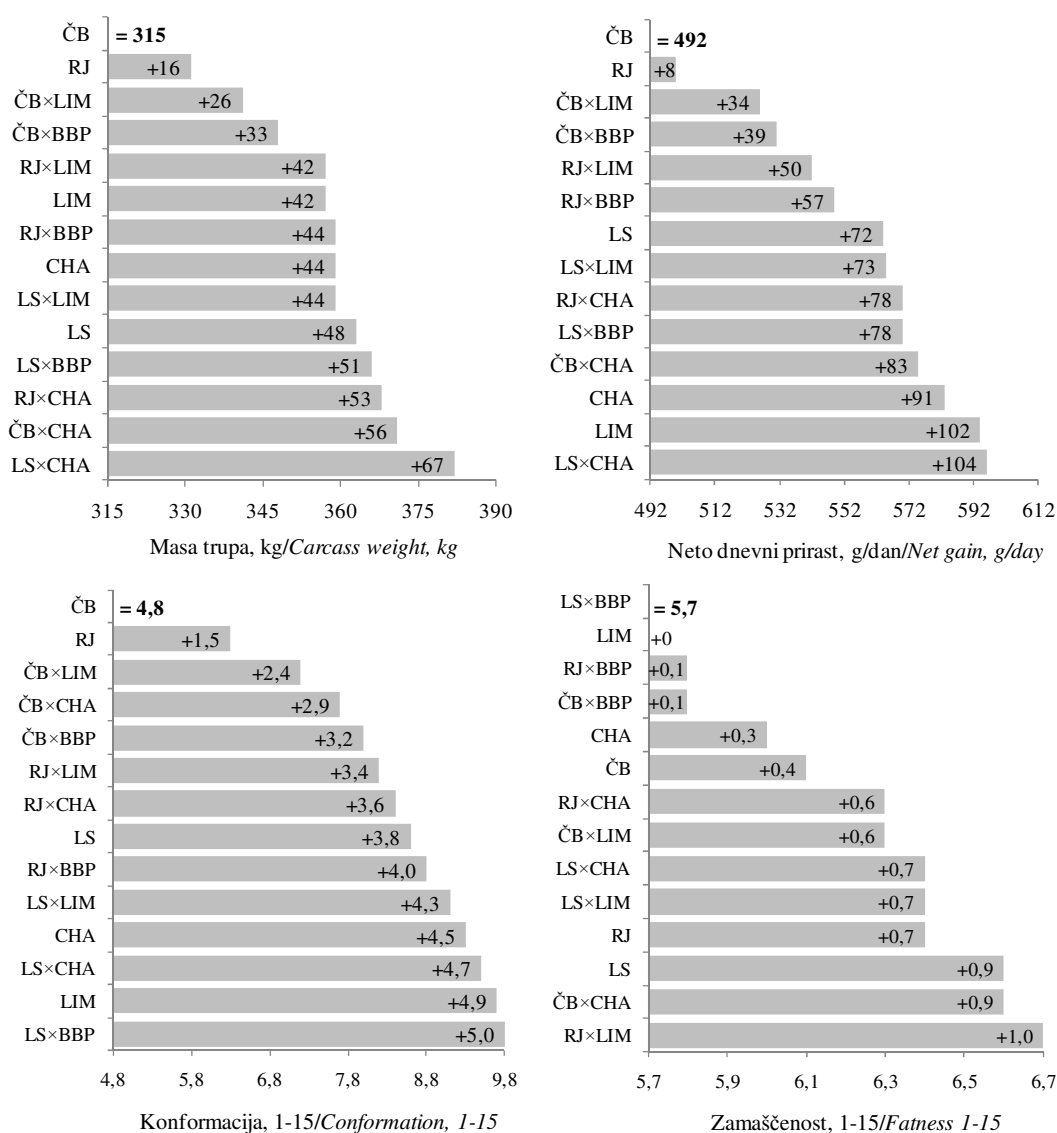 ČB = 315
RJ +16
ČB×LIM +26
ČB×BBP +33
RJ×LIM +42
LIM +42
RJ×BBP +44
CHA +44
LS×LIM +44
LS +48
LS×BBP +51
RJ×CHA +53
ČB×CHA +56
LS×CHA +67
315 330 345 360 375 390
Masa trupa, kg/Carcass weight, kg
ČB = 492
RJ +8
ČB×LIM +34
ČB×BBP +39
RJ×LIM +50
RJ×BBP +57
LS +72
LS×LIM +73
RJ×CHA +78
LS×BBP +78
ČB×CHA +83
CHA +91
LIM +102
LS×CHA +104
492 512 532 552 572 592 612
Neto dnevni prirast, g/dan/Net gain, g/day
ČB = 4,8
RJ +1,5
ČB×LIM +2,4
ČB×CHA +2,9
ČB×BBP +3,2
RJ×LIM +3,4
RJ×CHA +3,6
LS +3,8
RJ×BBP +4,0
LS×LIM +4,3
CHA +4,5
LS×CHA +4,7
LIM +4,9
LS×BBP +5,0
4,8 5,8 6,8 7,8 8,8 9,8
Konformacija, 1-15/Conformation, 1-15
LS×BBP = 5,7
LIM +0
RJ×BBP +0,1
ČB×BBP +0,1
CHA +0,3
ČB +0,4
RJ×CHA +0,6
ČB×LIM +0,6
LS×CHA +0,7
LS×LIM +0,7
RJ +0,7
LS +0,9
ČB×CHA +0,9
RJ×LIM +1,0
5,7 5,9 6,1 6,3 6,5 6,7
Zamaščenost, 1-15/Fatness 1-15